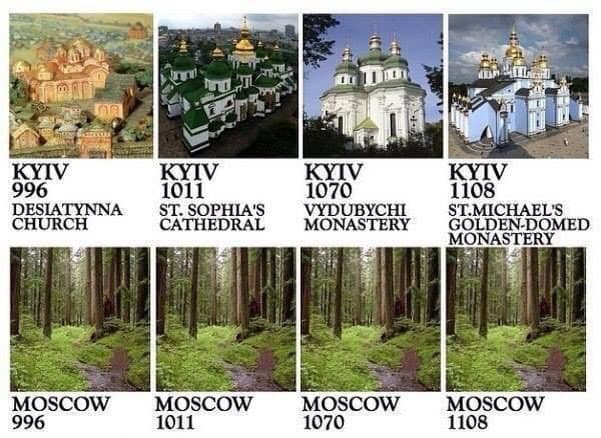 KYIV
996
DESIATYNNA
CHURCH
KYIV
1011
ST. SOPHIA'S
CATHEDRAL
KYIV
1070
VYDUBYCHI
MONASTERY
KYIV
1108
ST.MICHAEL'S
GOLDEN-DOMED
MONASTERY
MOSCOW
996
MOSCOW
1011
MOSCOW
1070
MOSCOW
1108